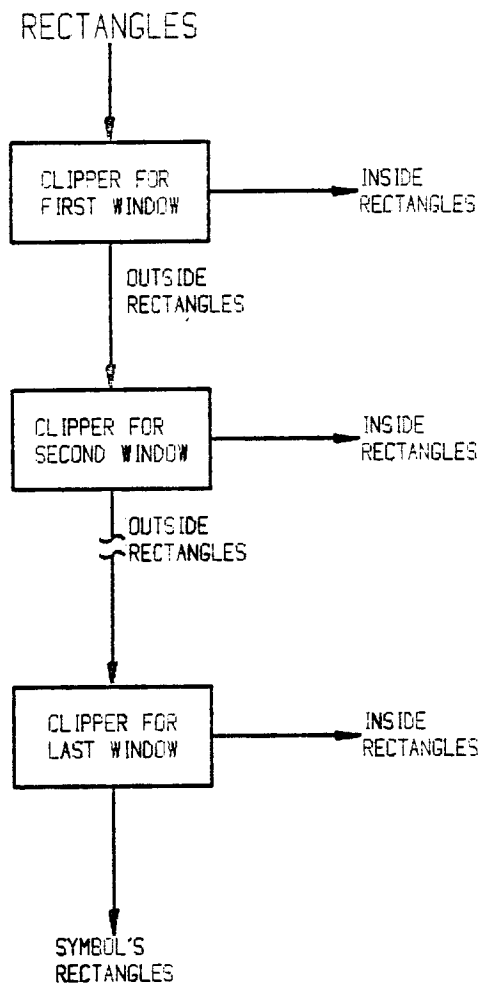 RECTANGLES
CLIPPER FOR
FIRST WINDOW
INSIDE
RECTANGLES
OUTSIDE
RECTANGLES
CLIPPER FOR
SECOND WINDOW
INSIDE
RECTANGLES
OUTSIDE
RECTANGLES
CLIPPER FOR
LAST WINDOW
INSIDE
RECTANGLES
SYMBOL'S
RECTANGLES